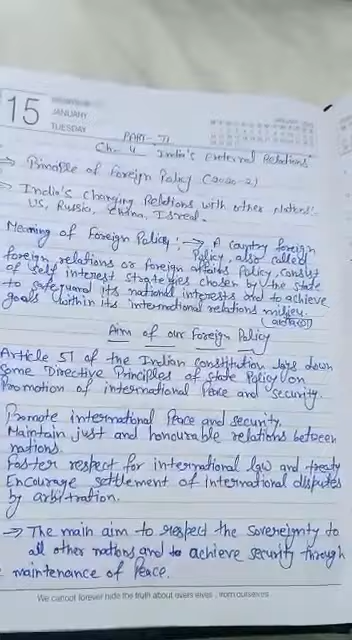 15
JANUARY
TUESDAY
PART-II
Ch-4 India's External Relations
⇒ Principle of Foreign Policy (2020-21)
⇒ India's Changing Relations with other nations:
US, Russia, China, Isreal.
Meaning of Foreign Policy :→ A country foreign
Policy, also called
foreign relations or foreign affairs Policy, consist
of self interest strategies chosen by the state
to safeguard its national interests and to achieve
goals within its international relations milieu.
Aim of our Foreign Policy
Article 51 of the Indian constitution lays down
Some Directive Principles of State Policy on
Promotion of international Peace and security.
Promote international Peace and security.
Maintain just and honourable relations between
nations.
Foster respect for international law and treaty
Encourage settlement of international disputes
by arbitration.
→ The main aim to respect the sovereignty to
all other nations and to achieve security through
maintenance of Peace.
We cannot forever hide the truth about ourselves, from ourselves